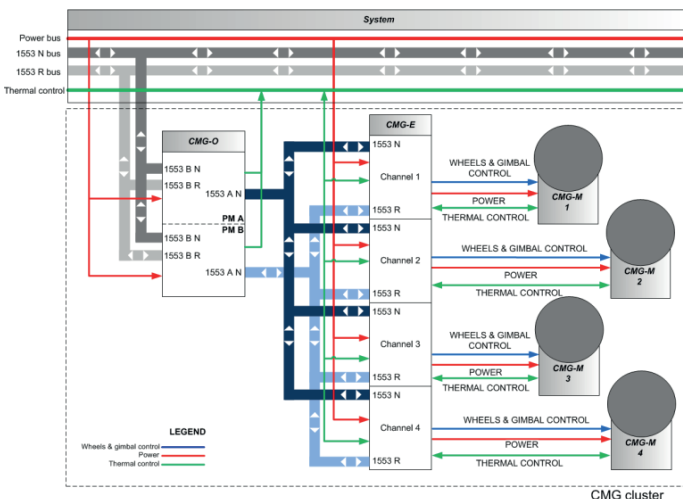 System
Power bus
1553 N bus
1553 R bus
Thermal control
CMG-O
1553 B N
1553 B R
1553 A N
PM A
PM B
1553 B N
1553 B R
1553 A N
CMG-E
1553 N
Channel 1
1553 R
1553 N
Channel 2
1553 R
1553 N
Channel 3
1553 R
1553 N
Channel 4
1553 R
WHEELS & GIMBAL
CONTROL
POWER
THERMAL CONTROL
CMG-M
1
WHEELS & GIMBAL CONTROL
POWER
THERMAL CONTROL
CMG-M
2
WHEELS & GIMBAL
CONTROL
POWER
THERMAL CONTROL
CMG-M
3
WHEELS & GIMBAL CONTROL
POWER
THERMAL CONTROL
CMG-M
4
LEGEND
Wheels & gimbal control
Power
Thermal control
CMG cluster